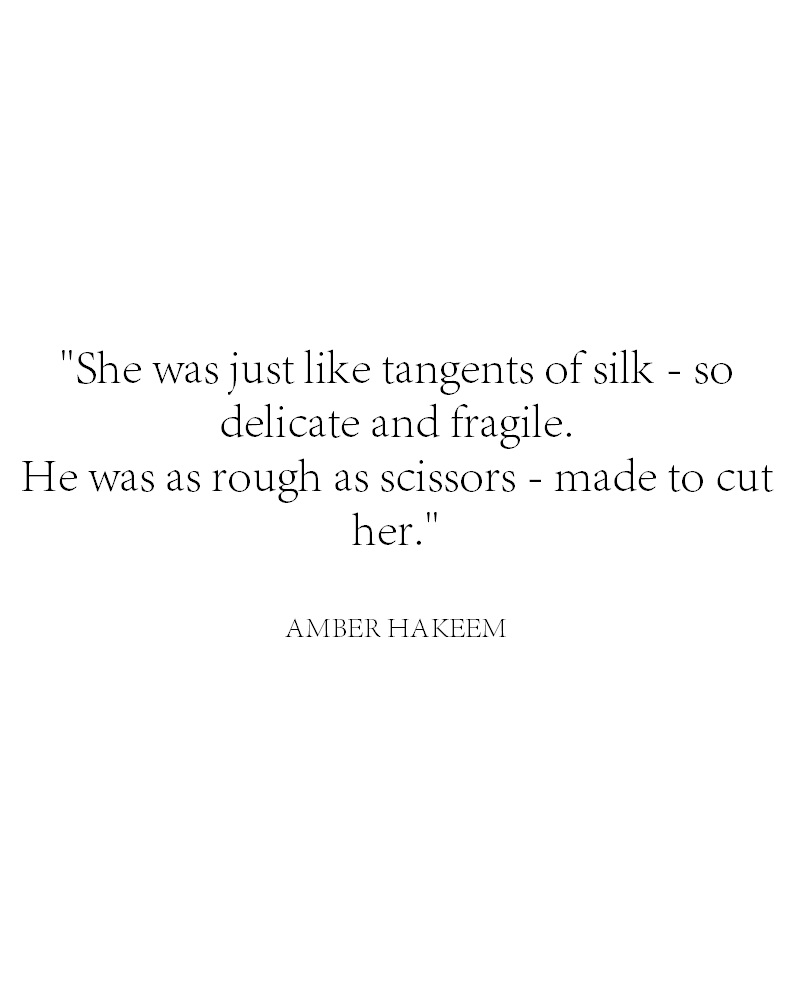 "She was just like tangents of silk - so
delicate and fragile.
He was as rough as scissors - made to cut
her."
AMBER HAKEEM